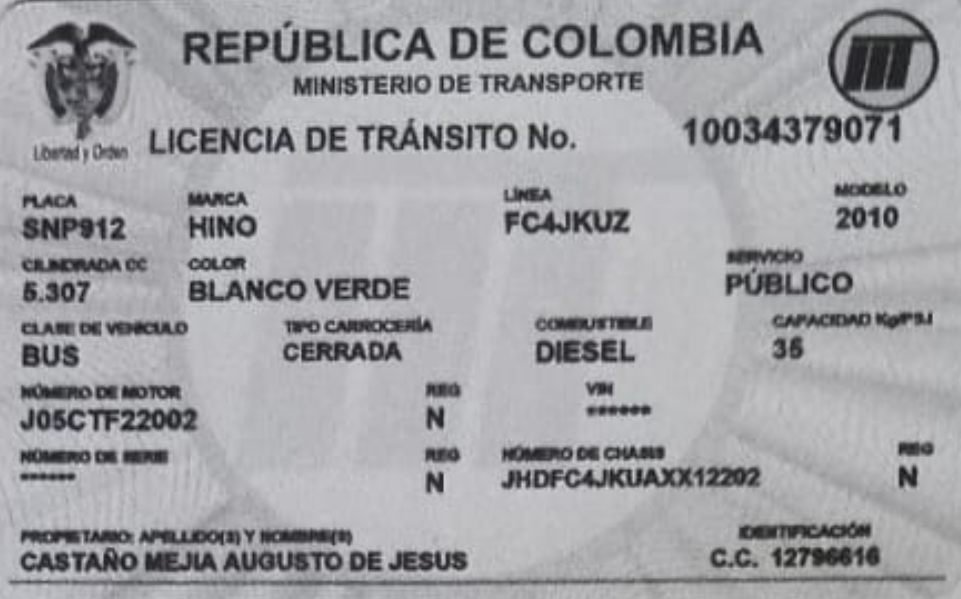 REPÚBLICA DE COLOMBIA
MINISTERIO DE TRANSPORTE
Libertad y Orden
LICENCIA DE TRÁNSITO No. 10034379071
PLACA MARCA LÍNEA MODELO
SNP912 HINO FC4JKUZ 2010
CILINDRADA CC COLOR SERVICIO
5.307 BLANCO VERDE PÚBLICO
CLASE DE VEHICULO TIPO CARROCERÍA COMBUSTIBLE CAPACIDAD Kg/PSJ
BUS CERRADA DIESEL 35
NÚMERO DE MOTOR REG VIN
J05CTF22002 N ******
NÚMERO DE SERIE REG NÚMERO DE CHASIS REG
****** N JHDFC4JKUAXX12202 N
PROPIETARIO: APELLIDO(S) Y NOMBRE(S) IDENTIFICACIÓN
CASTAÑO MEJIA AUGUSTO DE JESUS C.C. 12796616